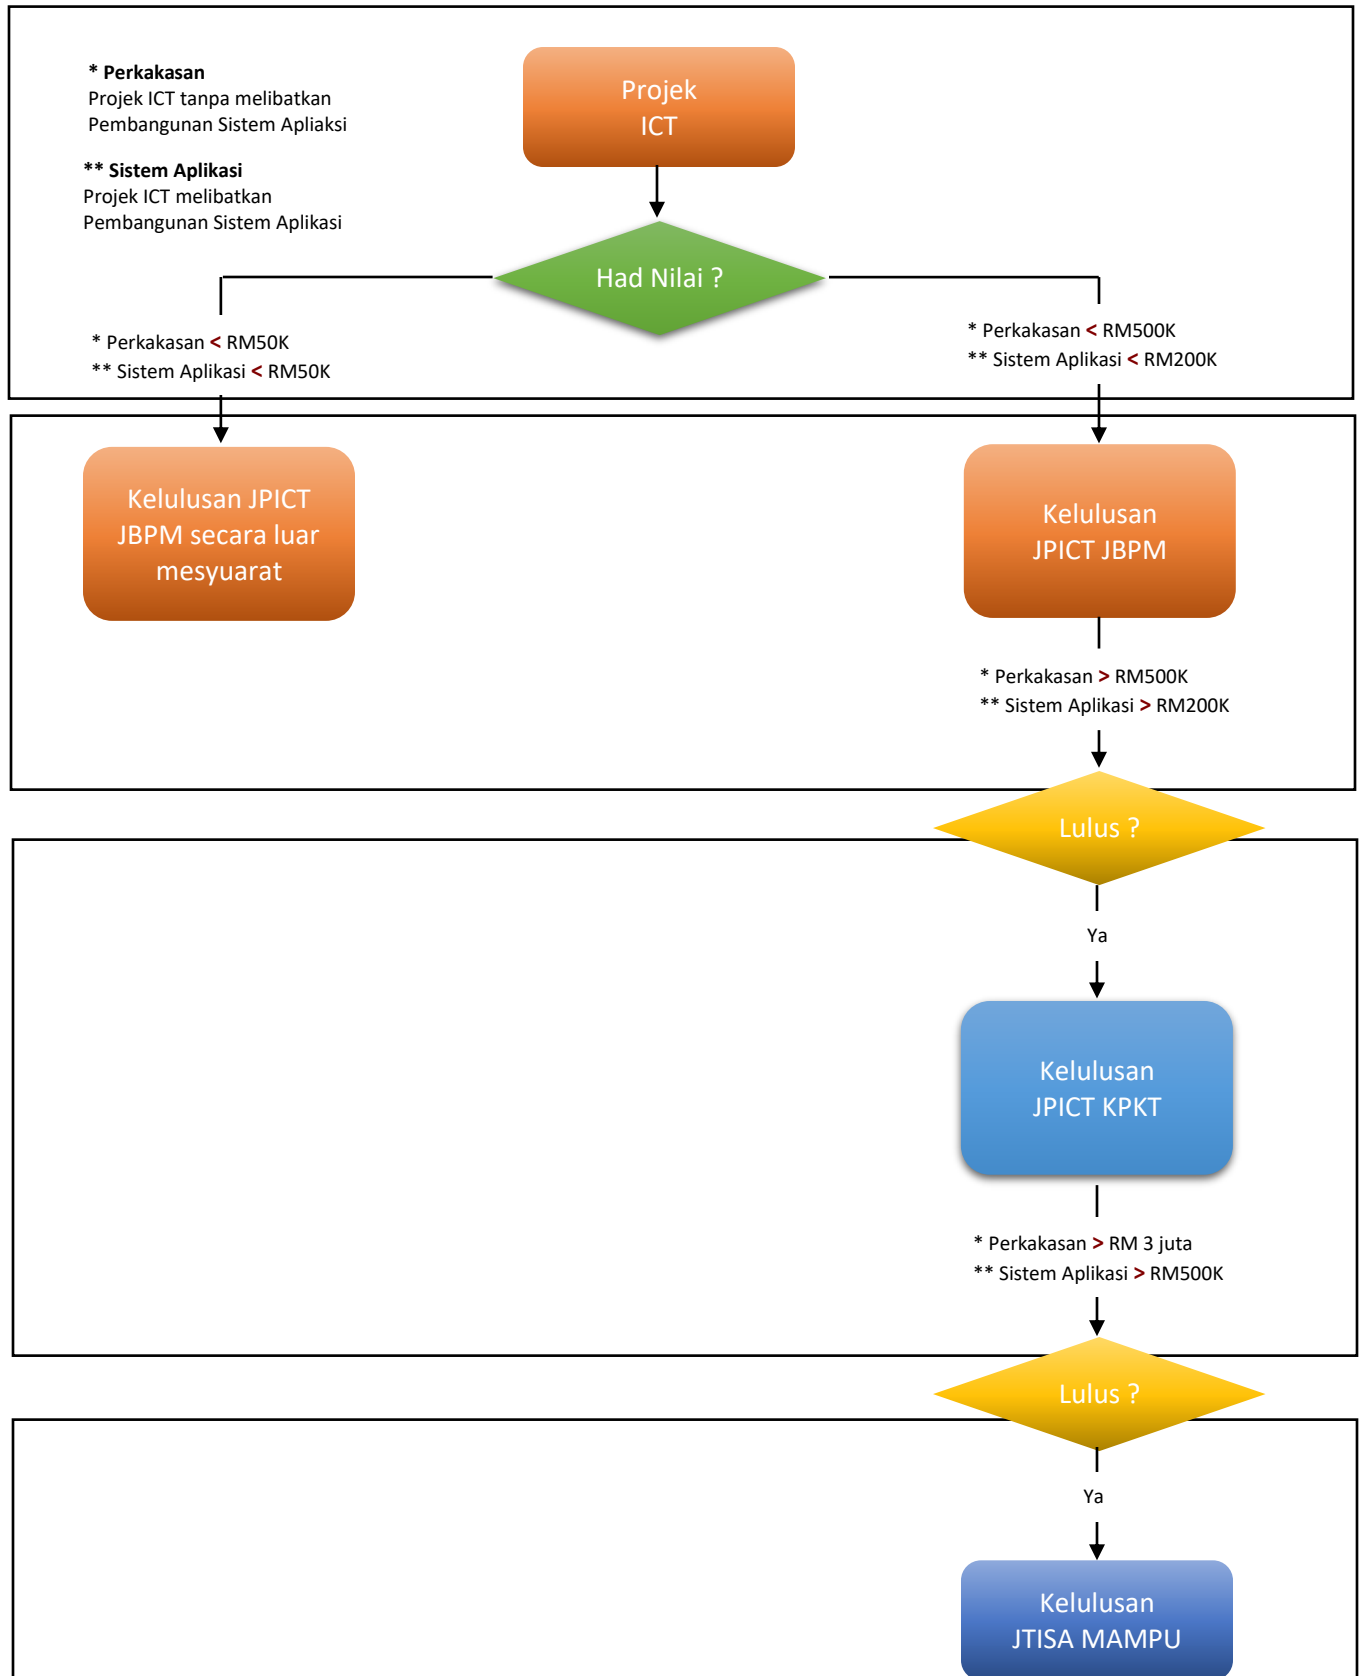 * Perkakasan
Projek ICT tanpa melibatkan
Pembangunan Sistem Apliaksi
** Sistem Aplikasi
Projek ICT melibatkan
Pembangunan Sistem Aplikasi
Projek
ICT
Had Nilai ?
* Perkakasan < RM50K
** Sistem Aplikasi < RM50K
* Perkakasan < RM500K
** Sistem Aplikasi < RM200K
Kelulusan JPICT
JBPM secara luar
mesyuarat
Kelulusan
JPICT JBPM
* Perkakasan > RM500K
** Sistem Aplikasi > RM200K
Lulus ?
Ya
Kelulusan
JPICT KPKT
* Perkakasan > RM 3 juta
** Sistem Aplikasi > RM500K
Lulus ?
Ya
Kelulusan
JTISA MAMPU